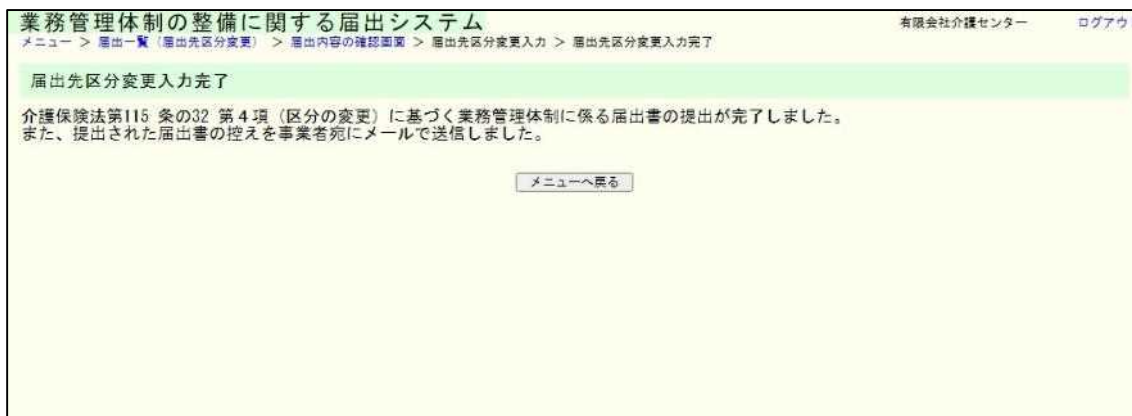 業務管理体制の整備に関する届出システム
有限会社介護センター ログアウ
メニュー > 届出一覧（届出先区分変更） > 届出内容の確認画面 > 届出先区分変更入力 > 届出先区分変更入力完了
届出先区分変更入力完了
介護保険法第115 条の32 第４項（区分の変更）に基づく業務管理体制に係る届出書の提出が完了しました。
また、提出された届出書の控えを事業者宛にメールで送信しました。
メニューへ戻る